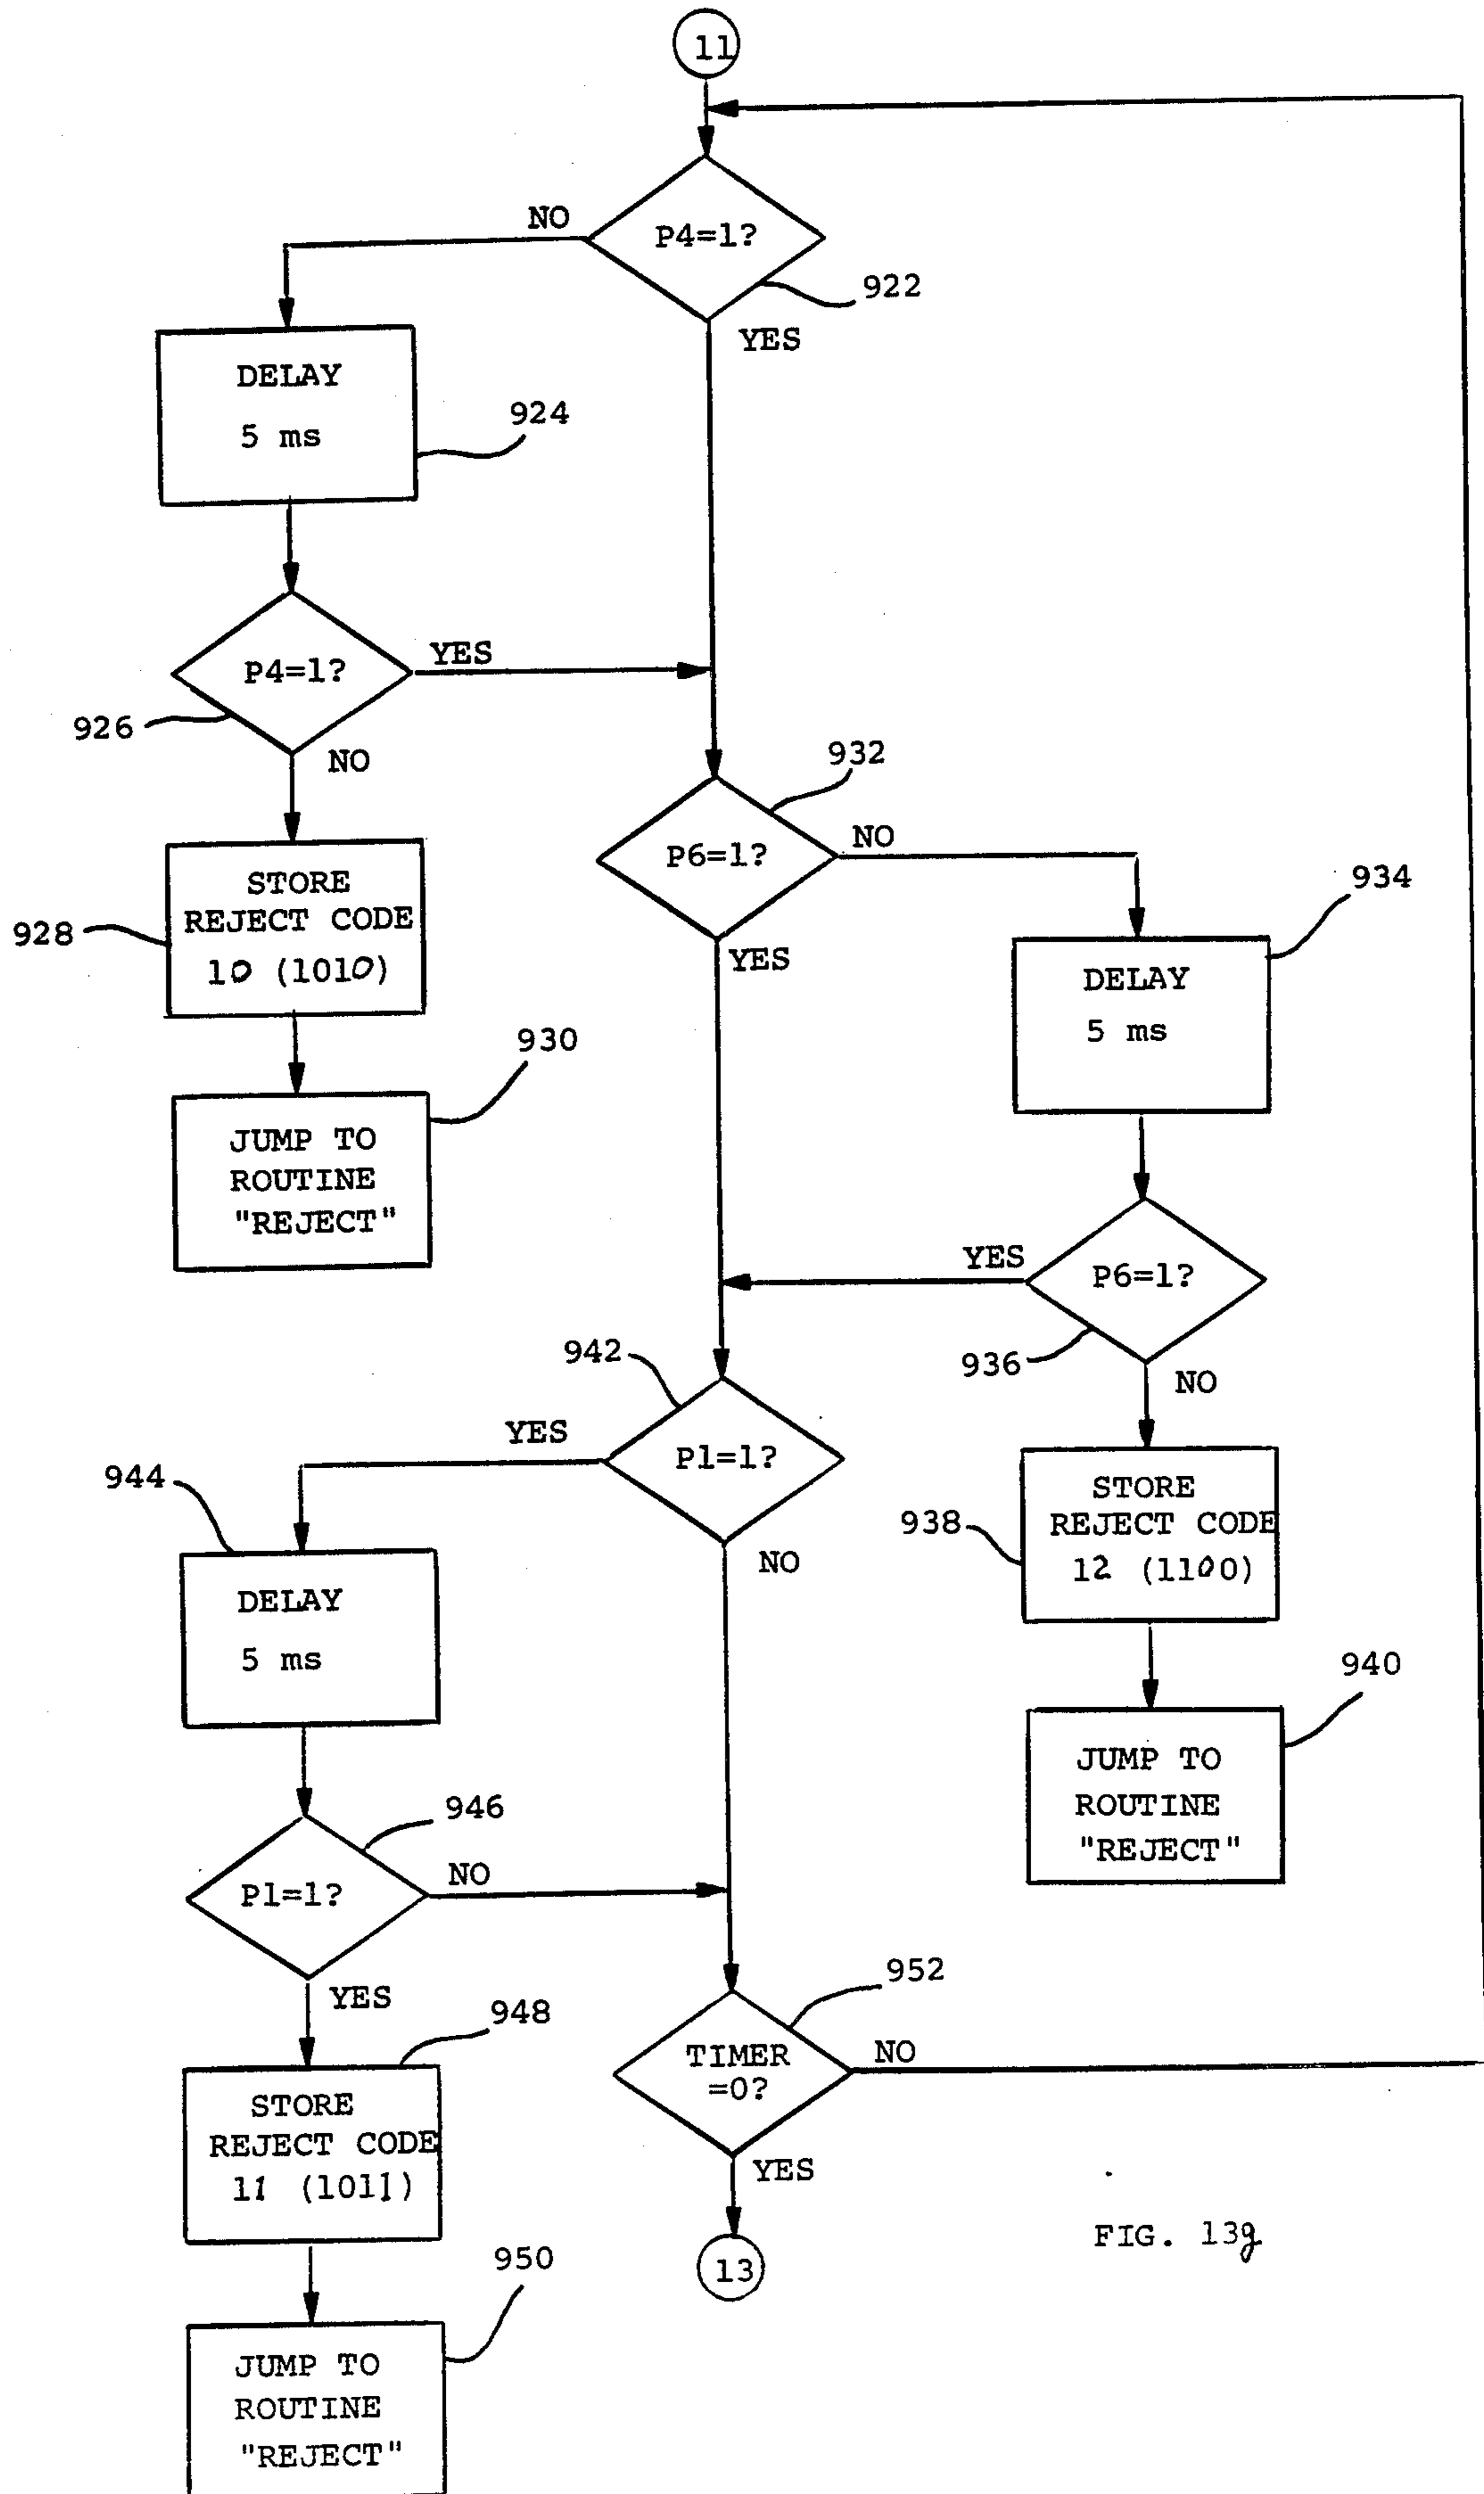 11
P4=1?
NO
922
YES
DELAY
5 ms
924
P4=1?
YES
926
NO
932
P6=1?
NO
YES
934
STORE
REJECT CODE
10 (1010)
928
DELAY
5 ms
930
JUMP TO
ROUTINE
"REJECT"
YES
P6=1?
936
NO
942
P1=1?
YES
NO
944
DELAY
5 ms
STORE
REJECT CODE
12 (1100)
938
940
JUMP TO
ROUTINE
"REJECT"
946
P1=1?
NO
YES
952
TIMER
=0?
NO
YES
948
STORE
REJECT CODE
11 (1011)
13
950
JUMP TO
ROUTINE
"REJECT"
FIG. 13g